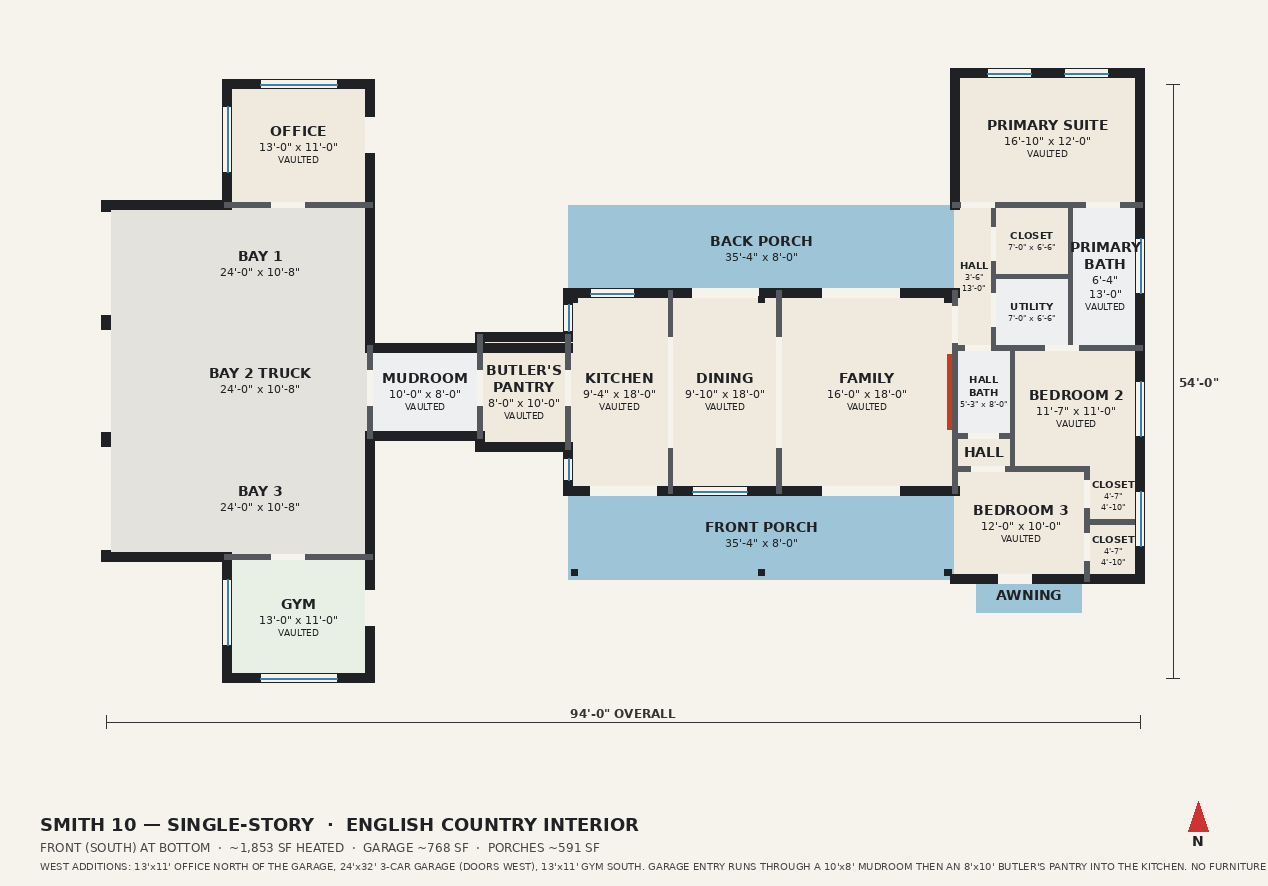 OFFICE
13'-0" x 11'-0"
VAULTED
PRIMARY SUITE
16'-10" x 12'-0"
VAULTED
BACK PORCH
35'-4" x 8'-0"
BAY 1
24'-0" x 10'-8"
HALL
3'-6"
13'-0"
CLOSET
7'-0" x 6'-6"
PRIMARY
BATH
6'-4"
13'-0"
VAULTED
UTILITY
7'-0" x 6'-6"
BAY 2 TRUCK
24'-0" x 10'-8"
MUDROOM
10'-0" x 8'-0"
VAULTED
BUTLER'S
PANTRY
8'-0" x 10'-0"
VAULTED
KITCHEN
9'-4" x 18'-0"
VAULTED
DINING
9'-10" x 18'-0"
VAULTED
FAMILY
16'-0" x 18'-0"
VAULTED
HALL
BATH
5'-3" x 8'-0"
BEDROOM 2
11'-7" x 11'-0"
VAULTED
54'-0"
HALL
BAY 3
24'-0" x 10'-8"
CLOSET
4'-7"
4'-10"
FRONT PORCH
35'-4" x 8'-0"
BEDROOM 3
12'-0" x 10'-0"
VAULTED
CLOSET
4'-7"
4'-10"
AWNING
GYM
13'-0" x 11'-0"
VAULTED
94'-0" OVERALL
SMITH 10 — SINGLE-STORY · ENGLISH COUNTRY INTERIOR
FRONT (SOUTH) AT BOTTOM · ~1,853 SF HEATED · GARAGE ~768 SF · PORCHES ~591 SF
WEST ADDITIONS: 13'x11' OFFICE NORTH OF THE GARAGE, 24'x32' 3-CAR GARAGE (DOORS WEST), 13'x11' GYM SOUTH. GARAGE ENTRY RUNS THROUGH A 10'x8' MUDROOM THEN AN 8'x10' BUTLER'S PANTRY INTO THE KITCHEN. NO FURNITURE
N